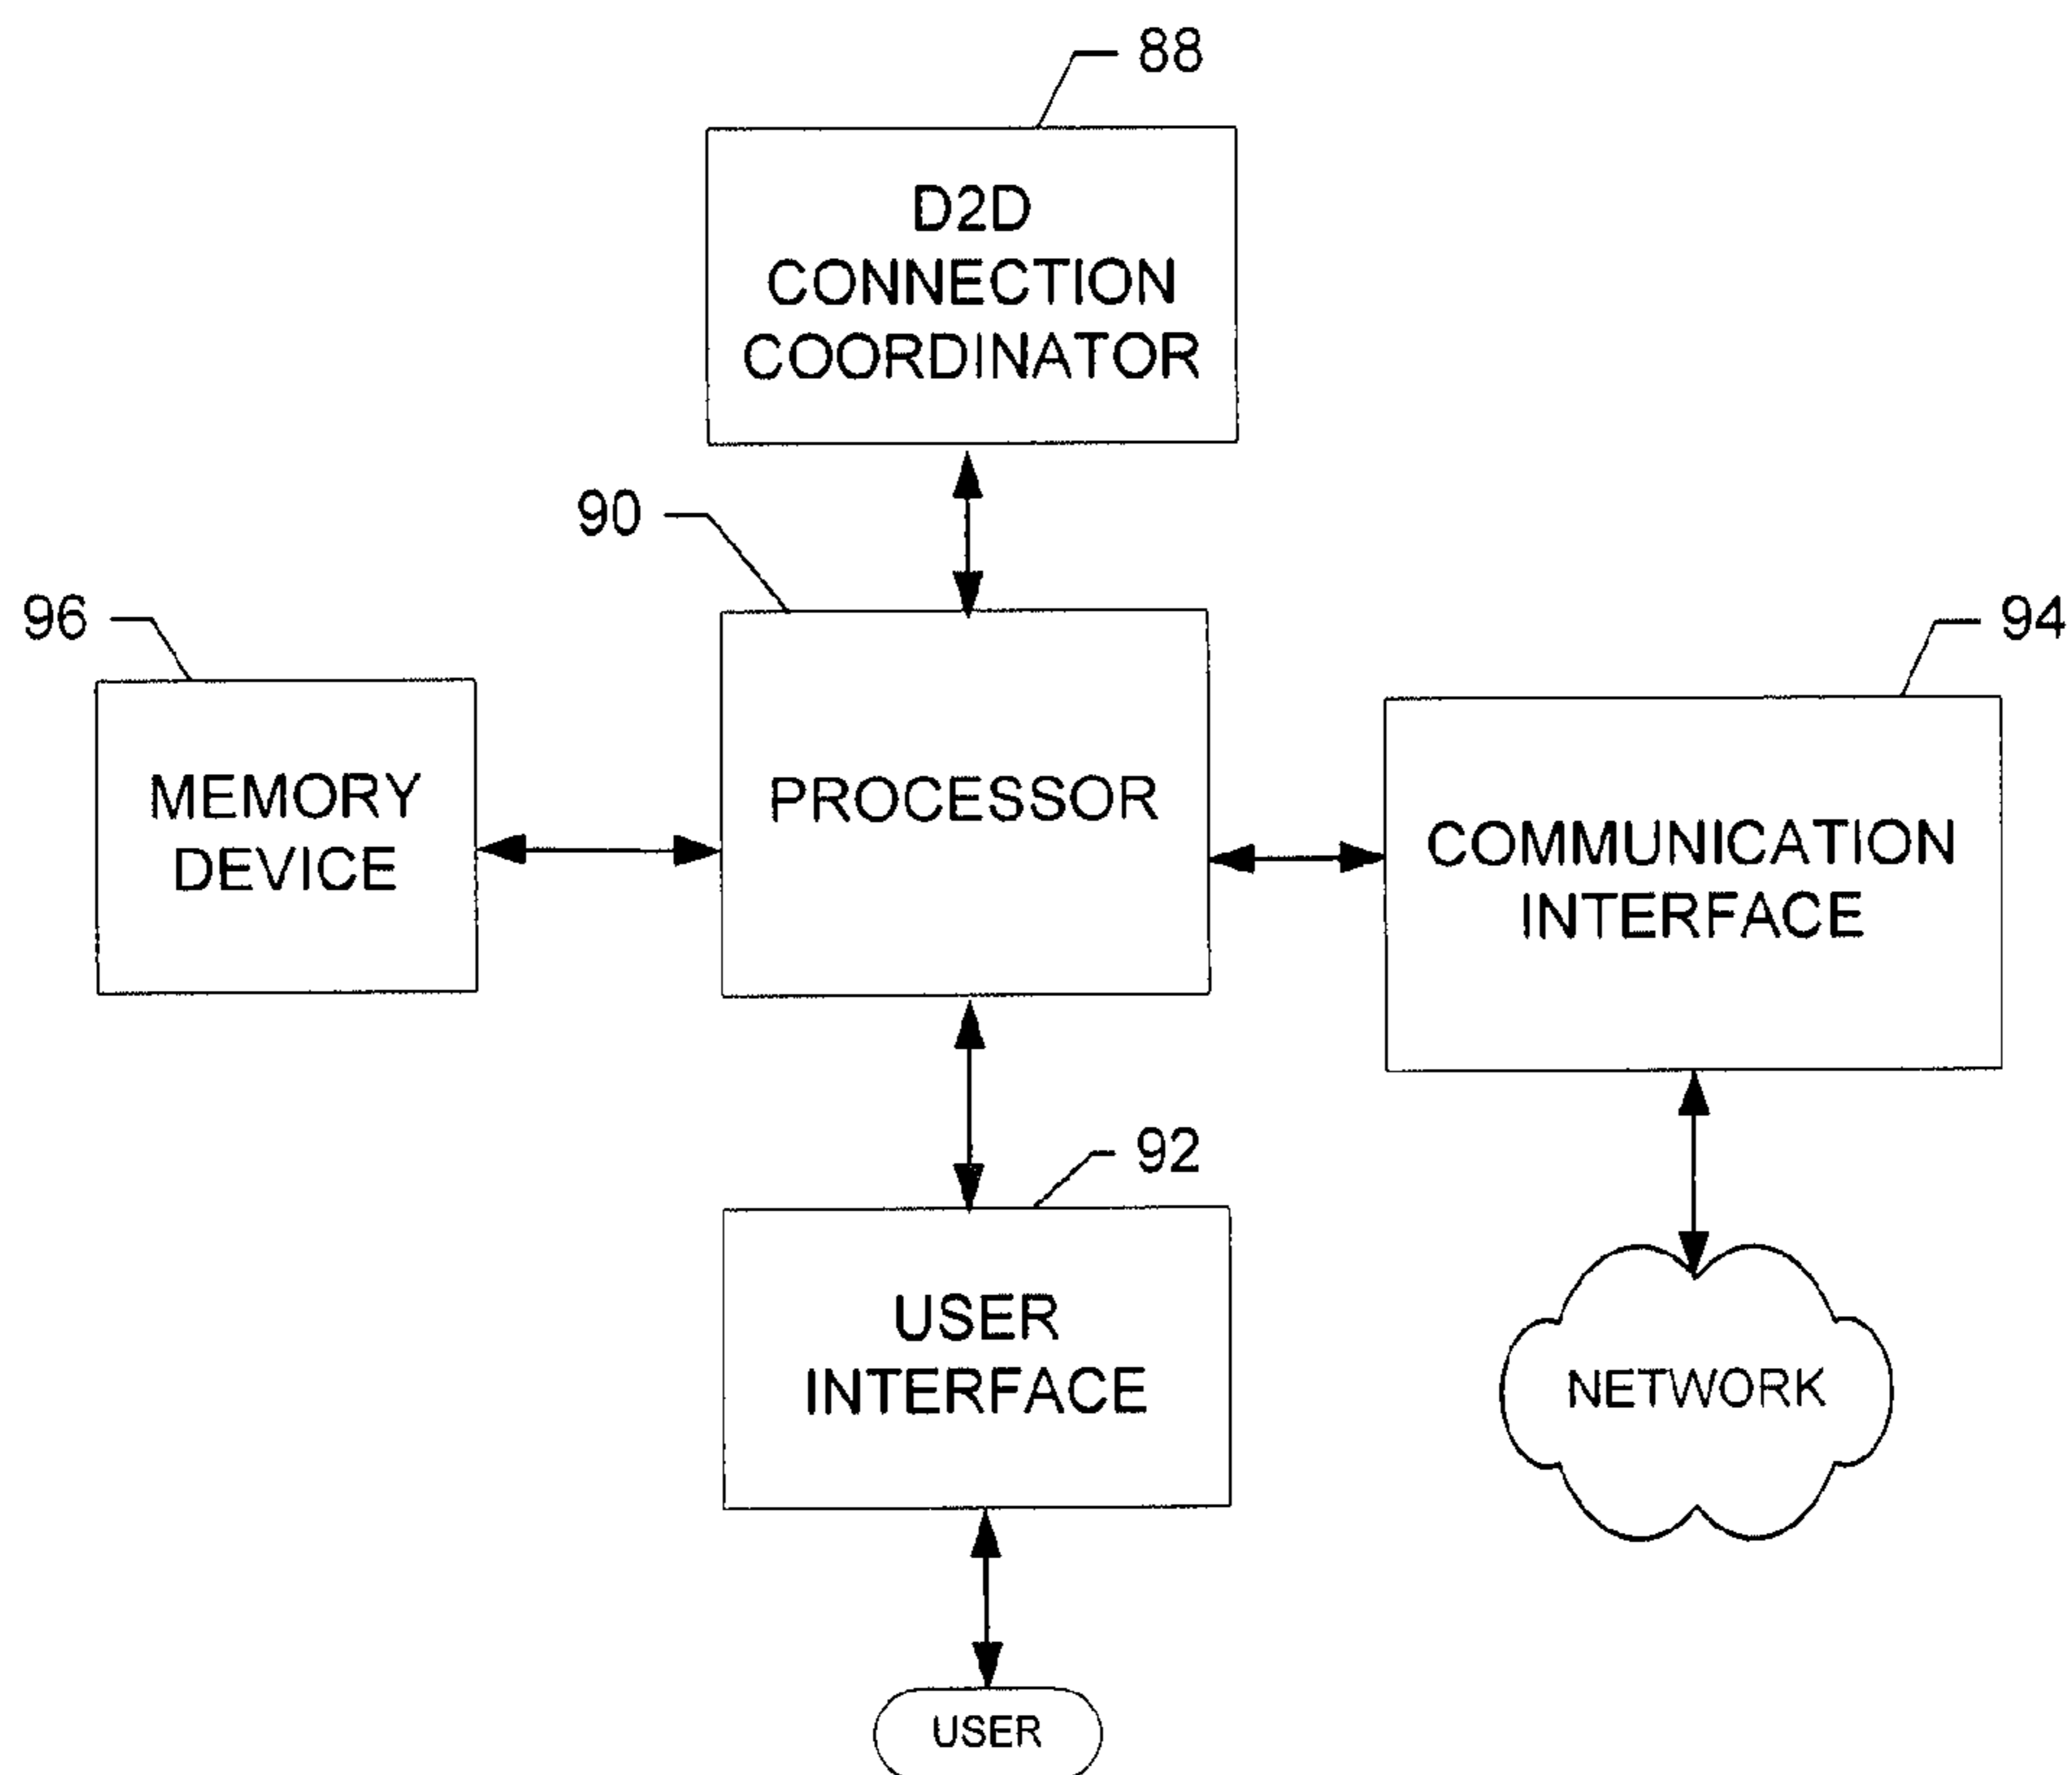 88
D2D
CONNECTION
COORDINATOR
90
96
94
MEMORY
DEVICE
PROCESSOR
COMMUNICATION
INTERFACE
92
USER
INTERFACE
NETWORK
USER